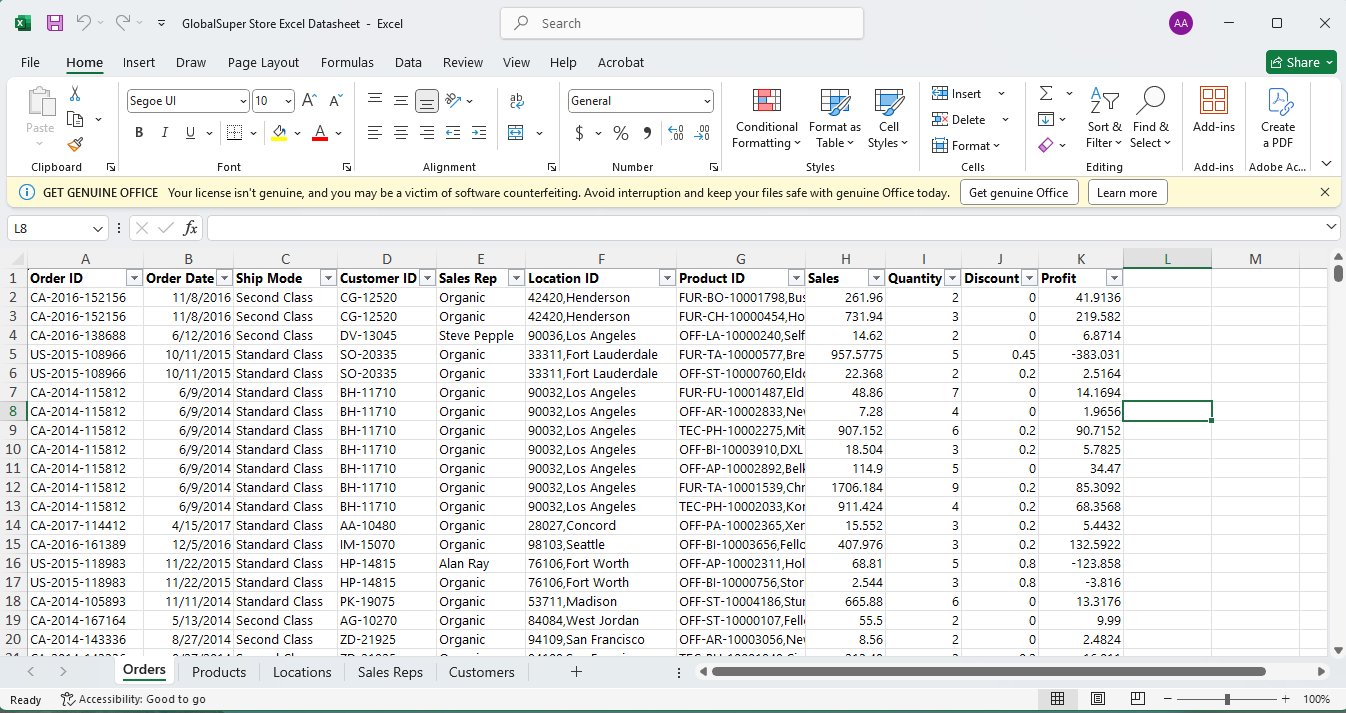 GlobalSuper Store Excel Datasheet - Excel
Search
AA
File Home Insert Draw Page Layout Formulas Data Review View Help Acrobat
Share
Paste
Clipboard
Segoe UI 10
B I U
Font
ab
Alignment
General
$ % 9
Number
Conditional Formatting
Format as Table
Cell Styles
Styles
Insert
Delete
Format
Cells
Sort & Filter
Find & Select
Editing
Add-ins
Add-ins
Create a PDF
Adobe Ac...
GET GENUINE OFFICE Your license isn't genuine, and you may be a victim of software counterfeiting. Avoid interruption and keep your files safe with genuine Office today. Get genuine Office Learn more
L8 fx
A B C D E F G H I J K L M
1 Order ID Order Date Ship Mode Customer ID Sales Rep Location ID Product ID Sales Quantity Discount Profit
2 CA-2016-152156 11/8/2016 Second Class CG-12520 Organic 42420,Henderson FUR-BO-10001798,Bus 261.96 2 0 41.9136
3 CA-2016-152156 11/8/2016 Second Class CG-12520 Organic 42420,Henderson FUR-CH-10000454,Ho 731.94 3 0 219.582
4 CA-2016-138688 6/12/2016 Second Class DV-13045 Steve Pepple 90036,Los Angeles OFF-LA-10000240,Self 14.62 2 0 6.8714
5 US-2015-108966 10/11/2015 Standard Class SO-20335 Organic 33311,Fort Lauderdale FUR-TA-10000577,Bre 957.5775 5 0.45 -383.031
6 US-2015-108966 10/11/2015 Standard Class SO-20335 Organic 33311,Fort Lauderdale OFF-ST-10000760,Eldo 22.368 2 0.2 2.5164
7 CA-2014-115812 6/9/2014 Standard Class BH-11710 Organic 90032,Los Angeles FUR-FU-10001487,Eld 48.86 7 0 14.1694
8 CA-2014-115812 6/9/2014 Standard Class BH-11710 Organic 90032,Los Angeles OFF-AR-10002833,Nev 7.28 4 0 1.9656
9 CA-2014-115812 6/9/2014 Standard Class BH-11710 Organic 90032,Los Angeles TEC-PH-10002275,Mit 907.152 6 0.2 90.7152
10 CA-2014-115812 6/9/2014 Standard Class BH-11710 Organic 90032,Los Angeles OFF-BI-10003910,DXL 18.504 3 0.2 5.7825
11 CA-2014-115812 6/9/2014 Standard Class BH-11710 Organic 90032,Los Angeles OFF-AP-10002892,Belk 114.9 5 0 34.47
12 CA-2014-115812 6/9/2014 Standard Class BH-11710 Organic 90032,Los Angeles FUR-TA-10001539,Chr 1706.184 9 0.2 85.3092
13 CA-2014-115812 6/9/2014 Standard Class BH-11710 Organic 90032,Los Angeles TEC-PH-10002033,Kor 911.424 4 0.2 68.3568
14 CA-2017-114412 4/15/2017 Standard Class AA-10480 Organic 28027,Concord OFF-PA-10002365,Xer 15.552 3 0.2 5.4432
15 CA-2016-161389 12/5/2016 Standard Class IM-15070 Organic 98103,Seattle OFF-BI-10003656,Fello 407.976 3 0.2 132.5922
16 US-2015-118983 11/22/2015 Standard Class HP-14815 Alan Ray 76106,Fort Worth OFF-AP-10002311,Hol 68.81 5 0.8 -123.858
17 US-2015-118983 11/22/2015 Standard Class HP-14815 Organic 76106,Fort Worth OFF-BI-10000756,Stor 2.544 3 0.8 -3.816
18 CA-2014-105893 11/11/2014 Standard Class PK-19075 Organic 53711,Madison OFF-ST-10004186,Stur 665.88 6 0 13.3176
19 CA-2014-167164 5/13/2014 Second Class AG-10270 Organic 84084,West Jordan OFF-ST-10000107,Fello 55.5 2 0 9.99
20 CA-2014-143336 8/27/2014 Second Class ZD-21925 Organic 94109,San Francisco OFF-AR-10003056,Nev 8.56 2 0 2.4824
Orders Products Locations Sales Reps Customers
Ready Accessibility: Good to go 100%